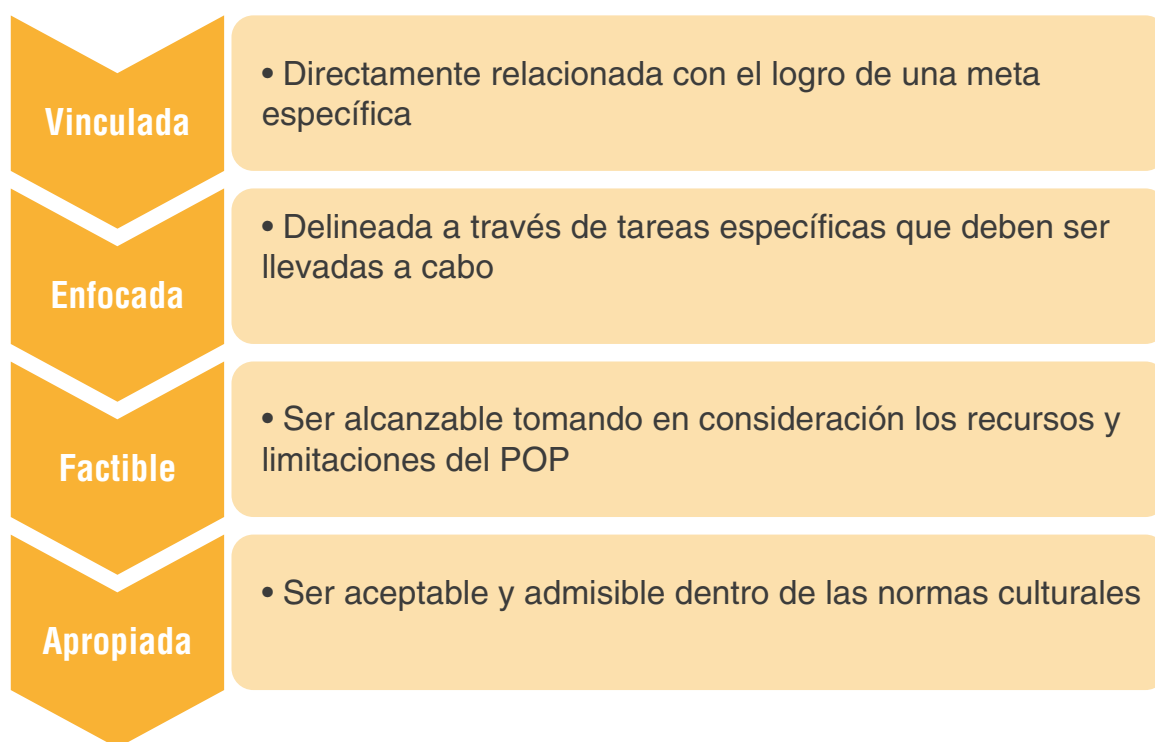 Vinculada
• Directamente relacionada con el logro de una meta
específica
Enfocada
• Delineada a través de tareas específicas que deben ser
llevadas a cabo
Factible
• Ser alcanzable tomando en consideración los recursos y
limitaciones del POP
Apropiada
• Ser aceptable y admisible dentro de las normas culturales